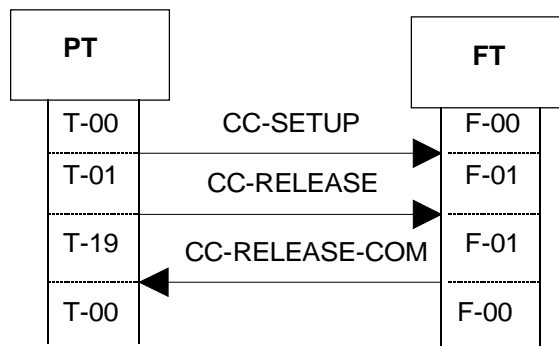 PT
FT
T-00
CC-SETUP
F-00
T-01
CC-RELEASE
F-01
T-19
CC-RELEASE-COM
F-01
T-00
F-00